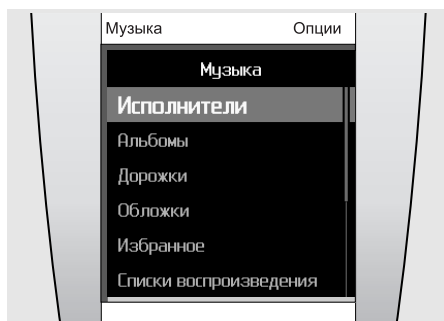 Музыка Опции
Музыка
Исполнители
Альбомы
Дорожки
Обложки
Избранное
Списки воспроизведения